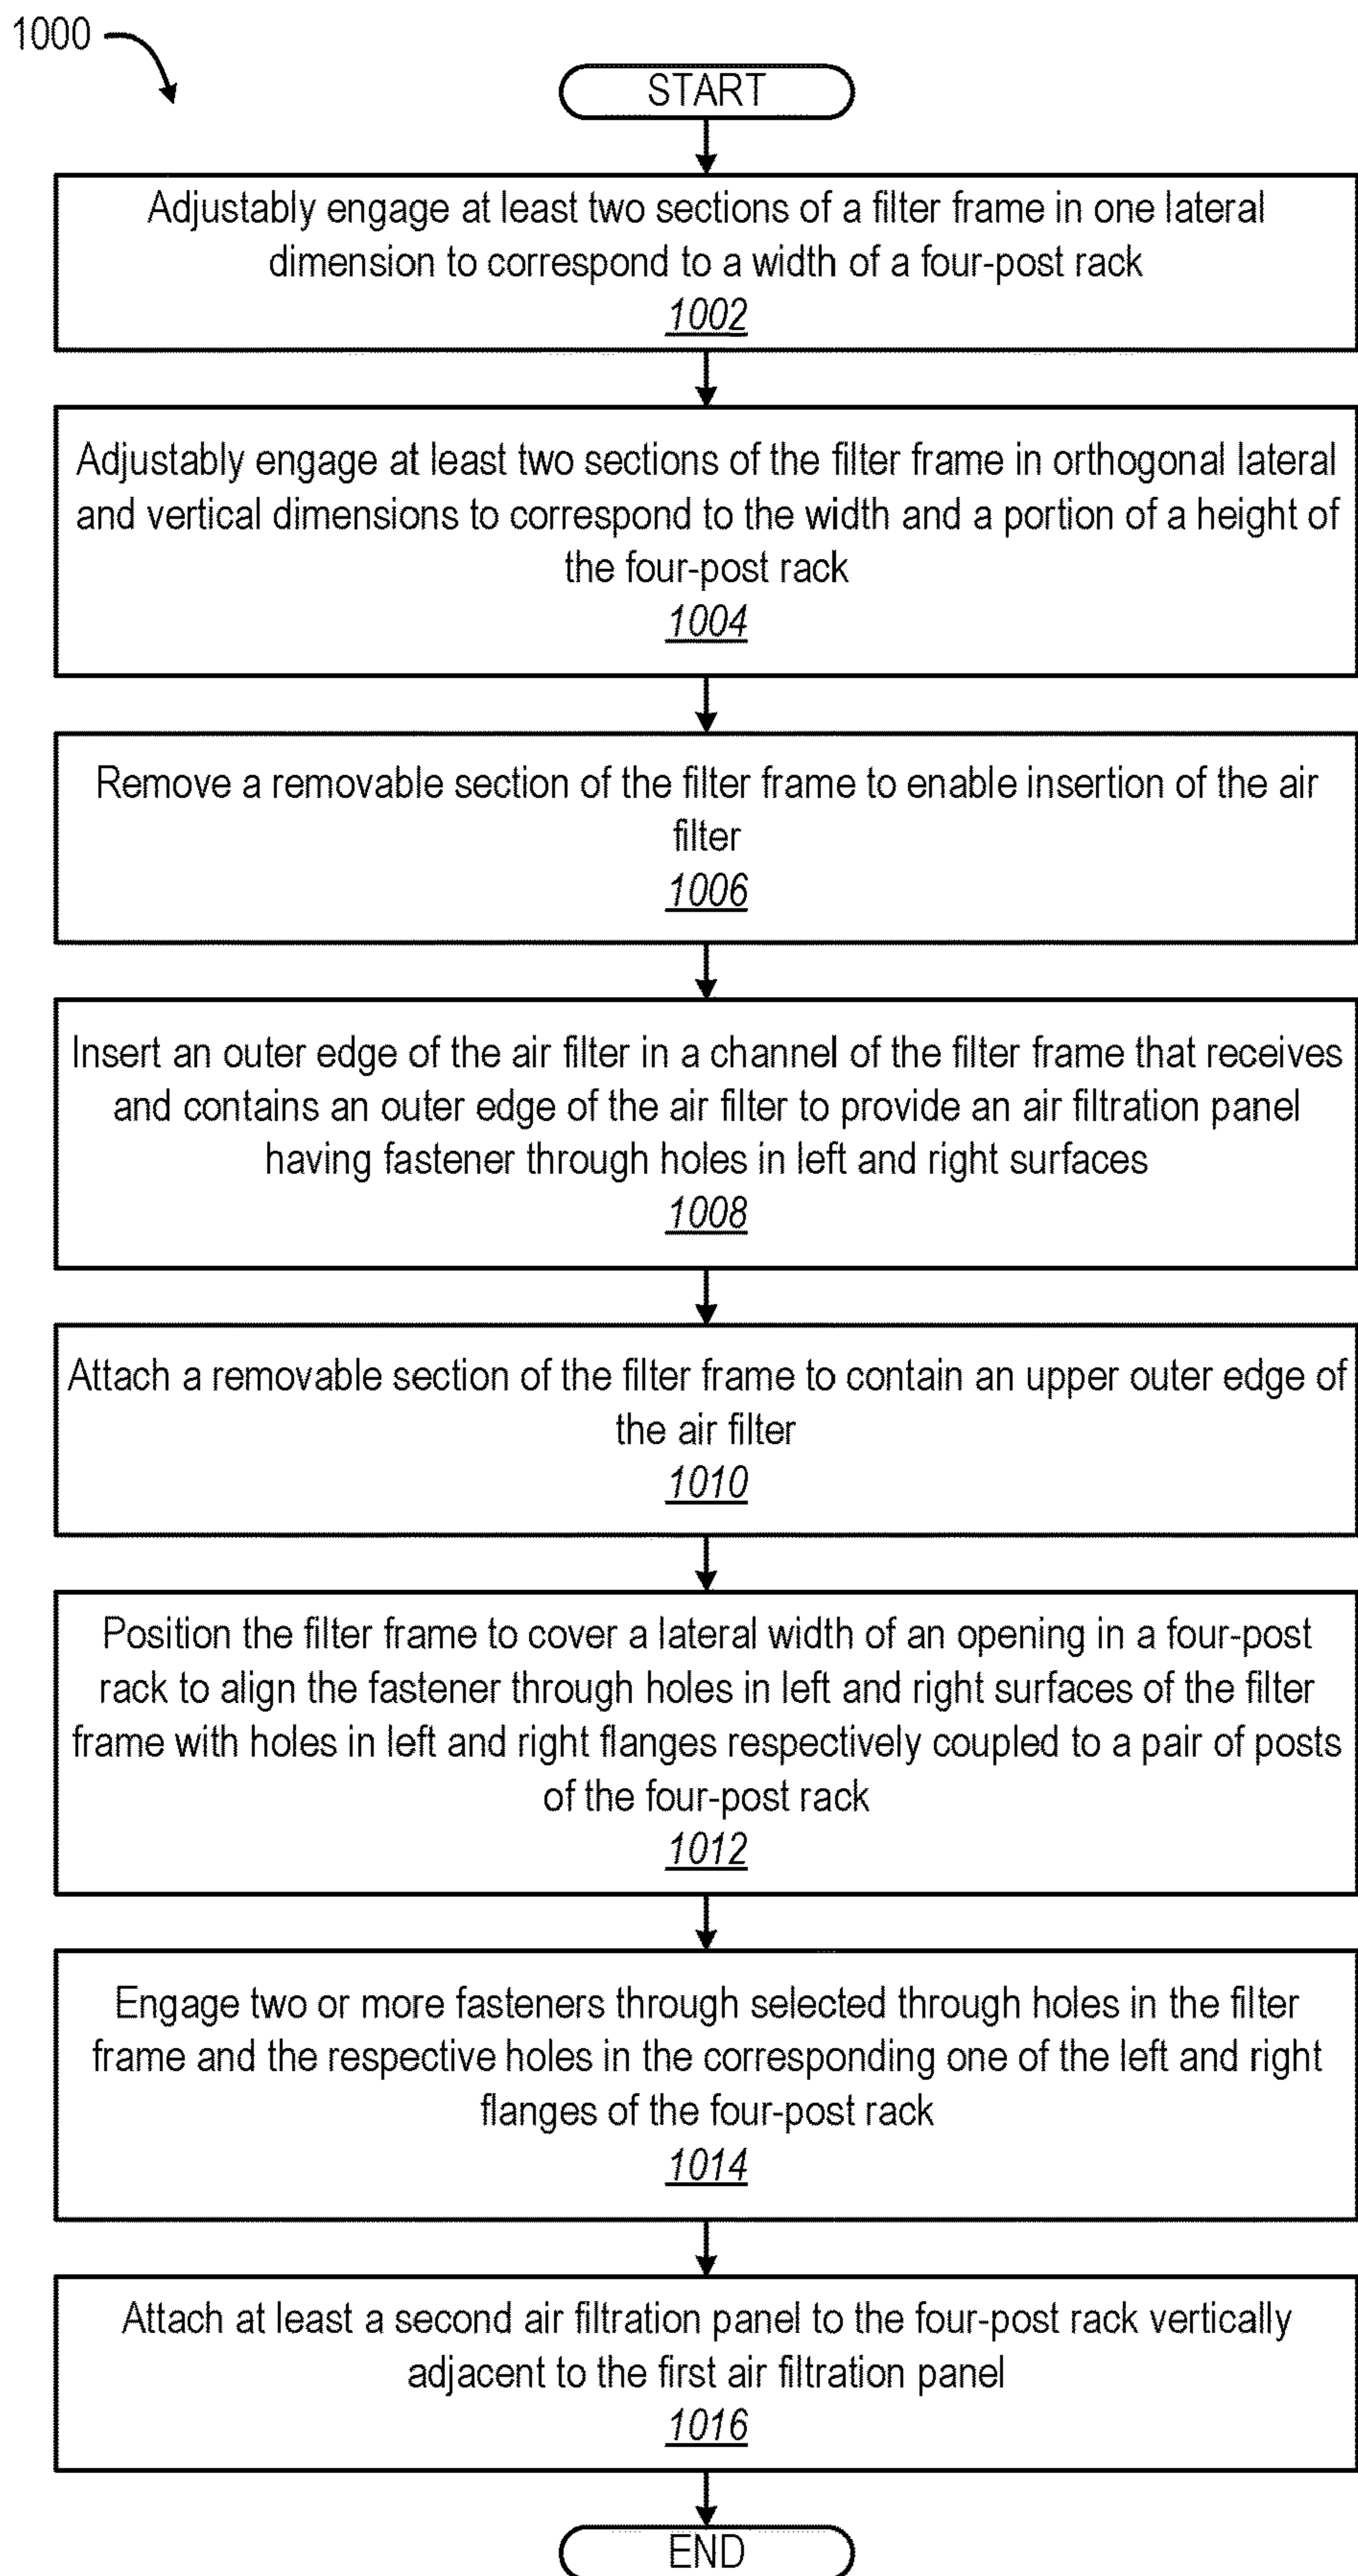 1000
START
Adjustably engage at least two sections of a filter frame in one lateral
dimension to correspond to a width of a four-post rack
1002
Adjustably engage at least two sections of the filter frame in orthogonal lateral
and vertical dimensions to correspond to the width and a portion of a height of
the four-post rack
1004
Remove a removable section of the filter frame to enable insertion of the air
filter
1006
Insert an outer edge of the air filter in a channel of the filter frame that receives
and contains an outer edge of the air filter to provide an air filtration panel
having fastener through holes in left and right surfaces
1008
Attach a removable section of the filter frame to contain an upper outer edge of
the air filter
1010
Position the filter frame to cover a lateral width of an opening in a four-post
rack to align the fastener through holes in left and right surfaces of the filter
frame with holes in left and right flanges respectively coupled to a pair of posts
of the four-post rack
1012
Engage two or more fasteners through selected through holes in the filter
frame and the respective holes in the corresponding one of the left and right
flanges of the four-post rack
1014
Attach at least a second air filtration panel to the four-post rack vertically
adjacent to the first air filtration panel
1016
END